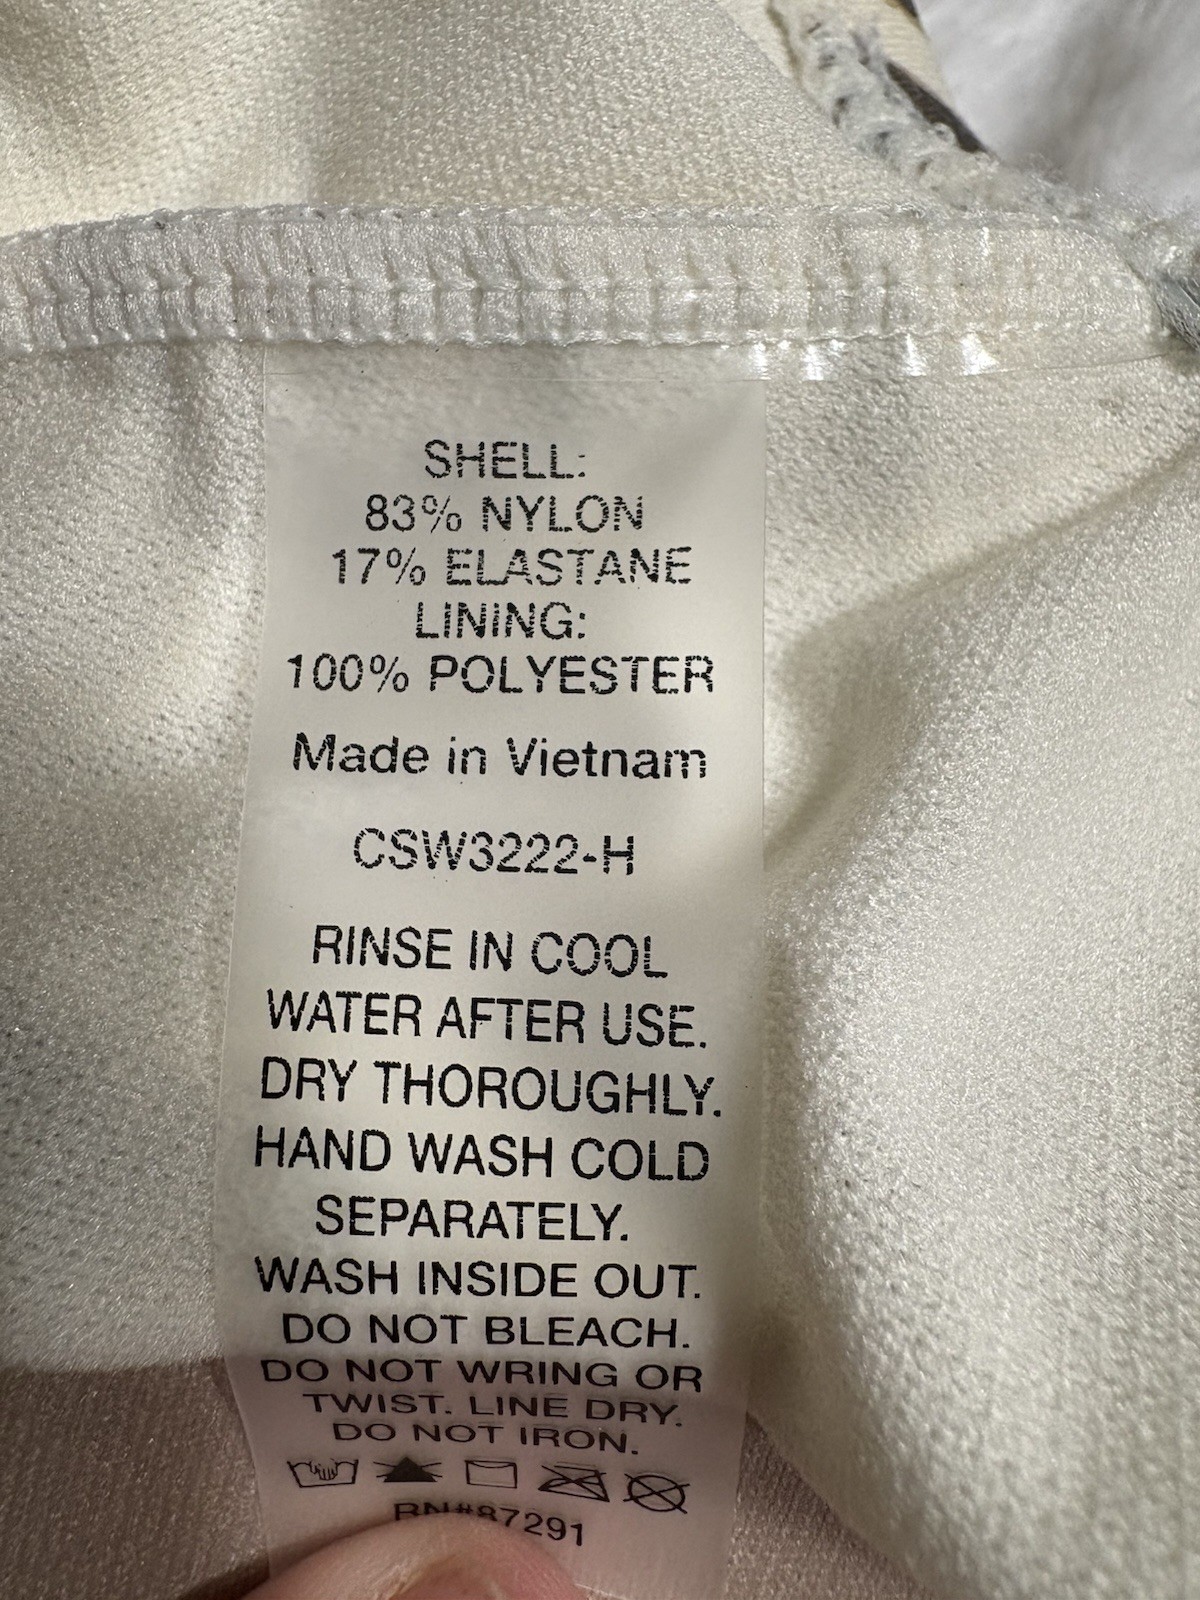 SHELL:
83% NYLON
17% ELASTANE
LINING:
100% POLYESTER
Made in Vietnam
CSW3222-H
RINSE IN COOL
WATER AFTER USE.
DRY THOROUGHLY.
HAND WASH COLD
SEPARATELY.
WASH INSIDE OUT.
DO NOT BLEACH.
DO NOT WRING OR
TWIST. LINE DRY.
DO NOT IRON.
RN#87291